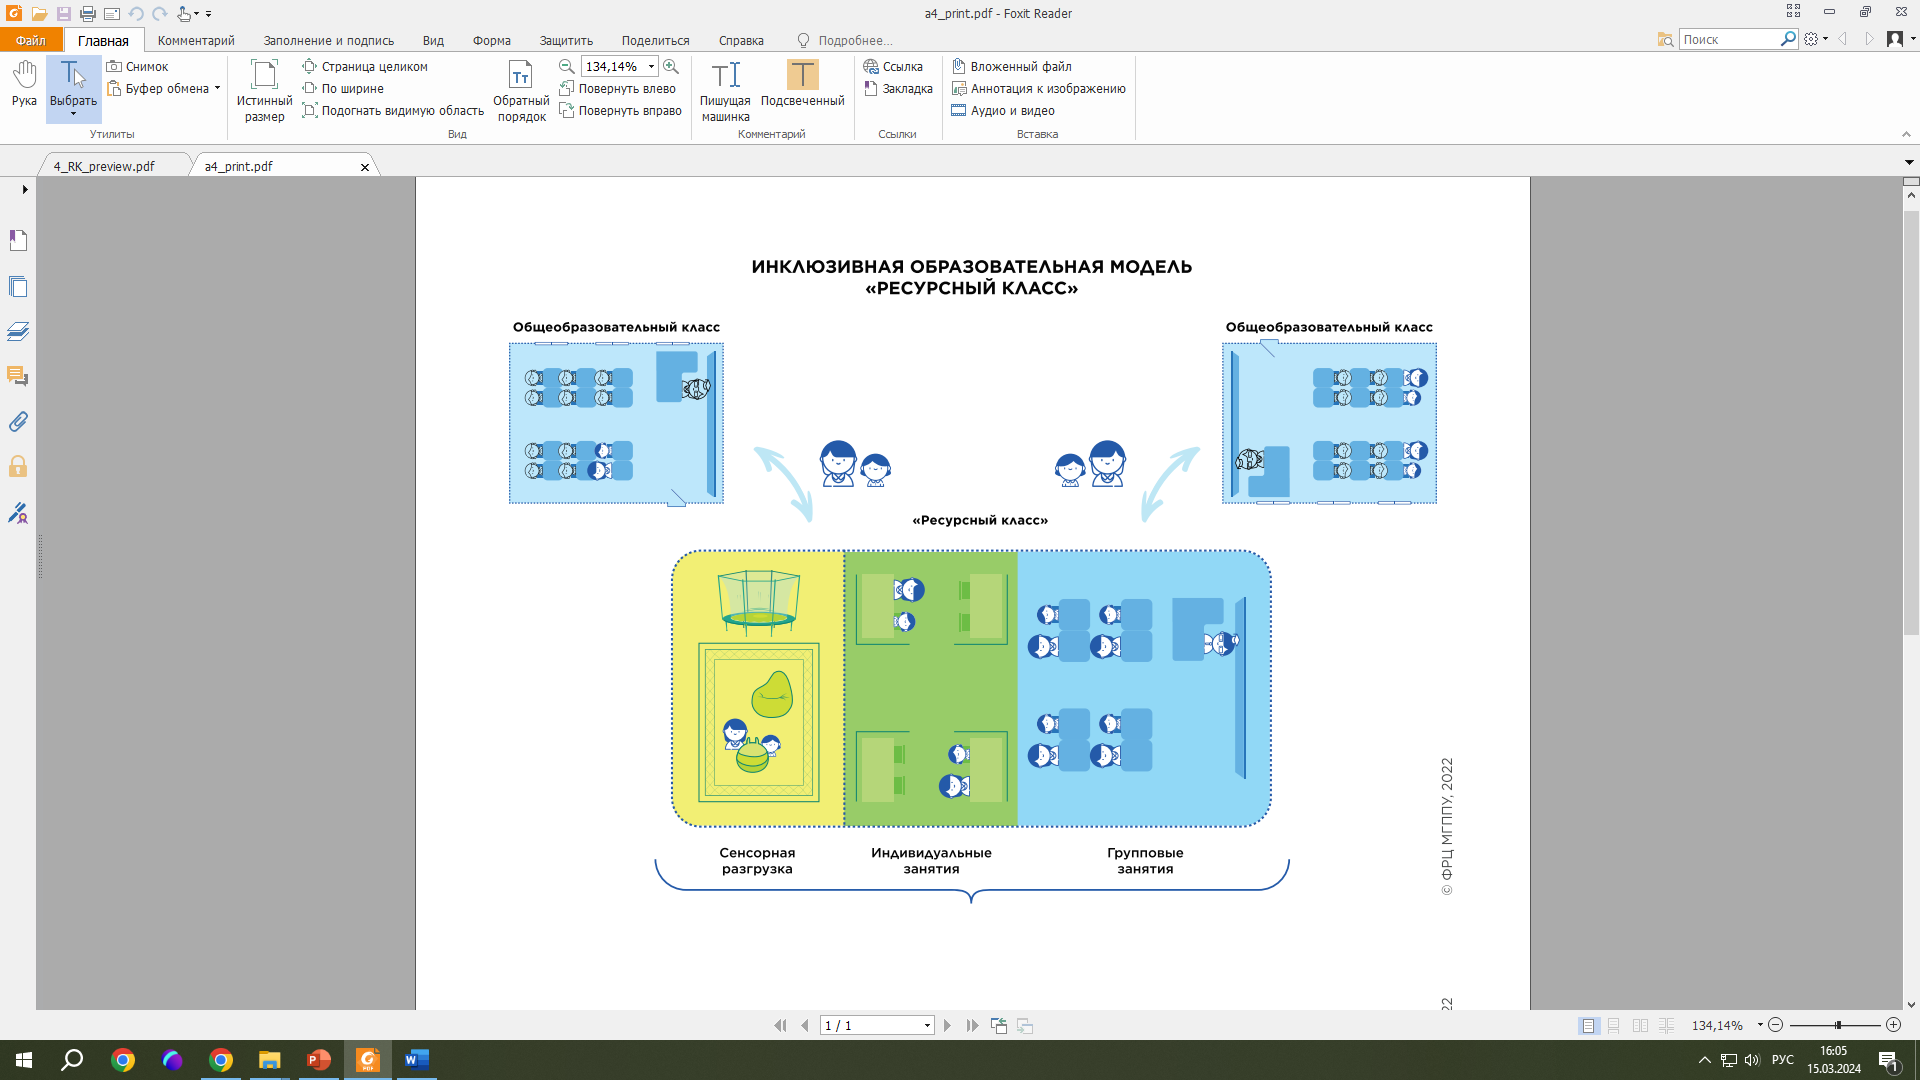 a4_print.pdf - Foxit Reader
Файл
Главная
Комментарий
Заполнение и подпись
Вид
Форма
Защитить
Поделиться
Справка
Подробнее...
Поиск
Рука
Выбрать
Снимок
Буфер обмена
Утилиты
Истинный
размер
Страница целиком
По ширине
Подогнать видимую область
Обратный
порядок
134,14%
Повернуть влево
Повернуть вправо
Вид
Пишущая
машинка
Подсвеченный
Комментарий
Ссылка
Закладка
Ссылки
Вложенный файл
Аннотация к изображению
Аудио и видео
Вставка
4_RK_preview.pdf
a4_print.pdf
ИНКЛЮЗИВНАЯ ОБРАЗОВАТЕЛЬНАЯ МОДЕЛЬ
«РЕСУРСНЫЙ КЛАСС»
Общеобразовательный класс
Общеобразовательный класс
«Ресурсный класс»
Сенсорная
разгрузка
Индивидуальные
занятия
Групповые
занятия
© ФРЦ МГППУ, 2022
22
1 / 1
134,14%
РУС
16:05
15.03.2024
1